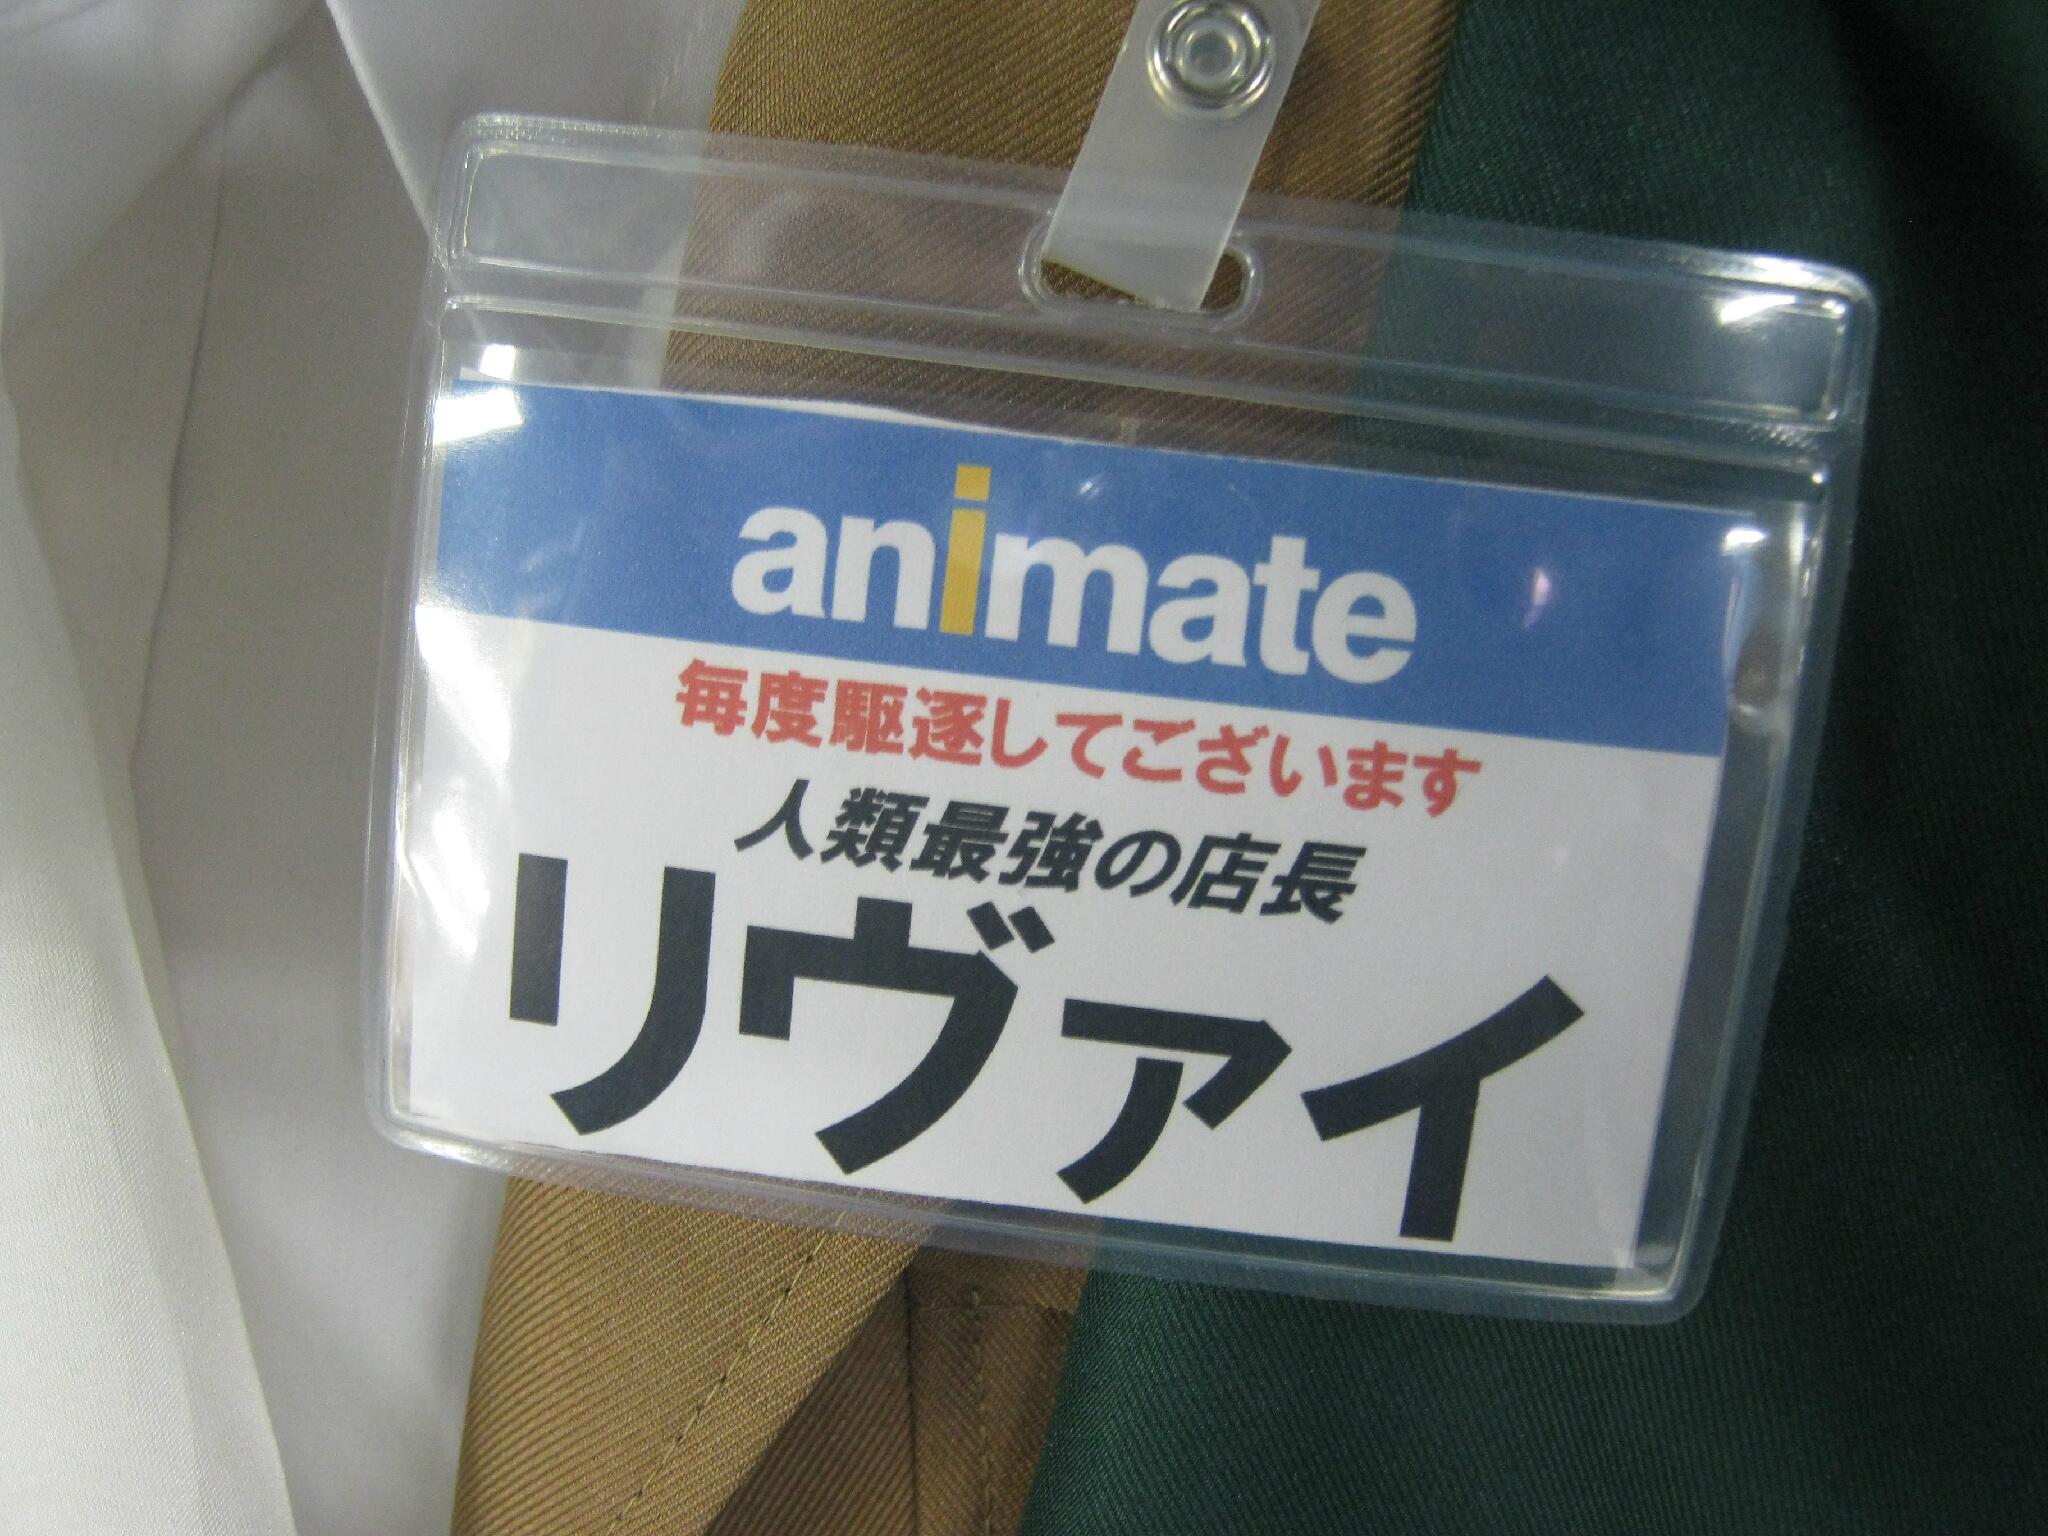 animate
毎度駆逐してございます
人類最強の店長
リヴァイ